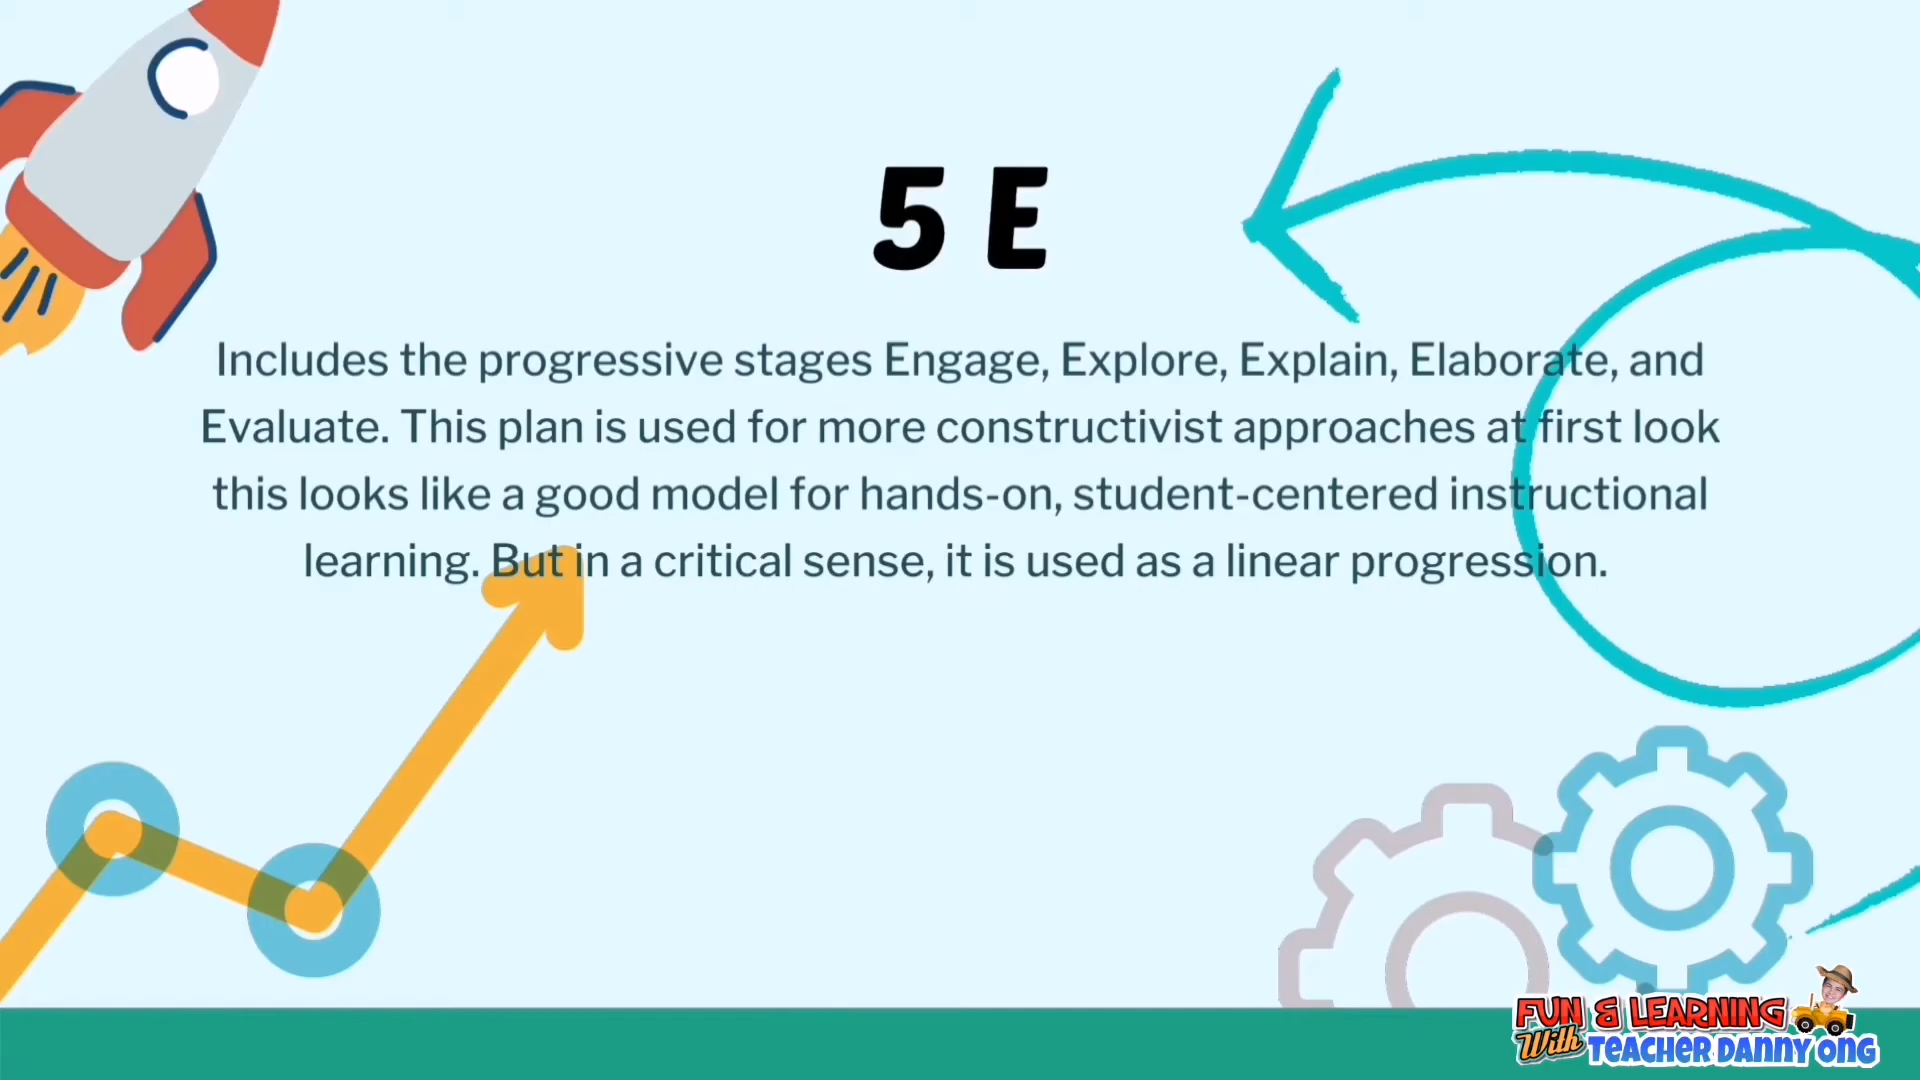 5 E
Includes the progressive stages Engage, Explore, Explain, Elaborate, and
Evaluate. This plan is used for more constructivist approaches at first look
this looks like a good model for hands-on, student-centered instructional
learning. But in a critical sense, it is used as a linear progression.
FUN & LEARNING
With TEACHER DANNY ONG